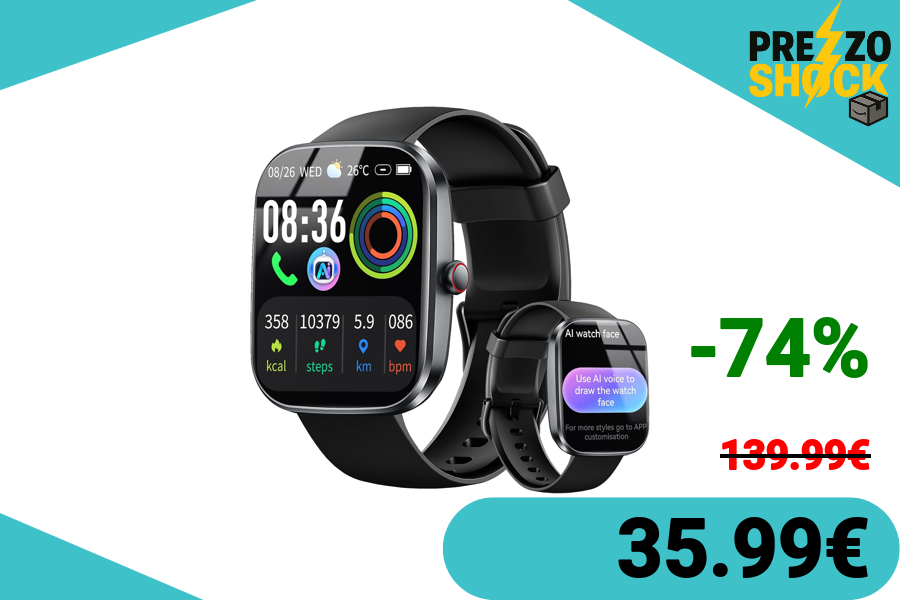 PREZZO
SHOCK
08/26 WED 26°C
08:36
Ai
358 10379 5.9 086
kcal steps km bpm
AI watch face
Use AI voice to
draw the watch
face
For more styles go to APP
customisation
-74%
139.99€
35.99€